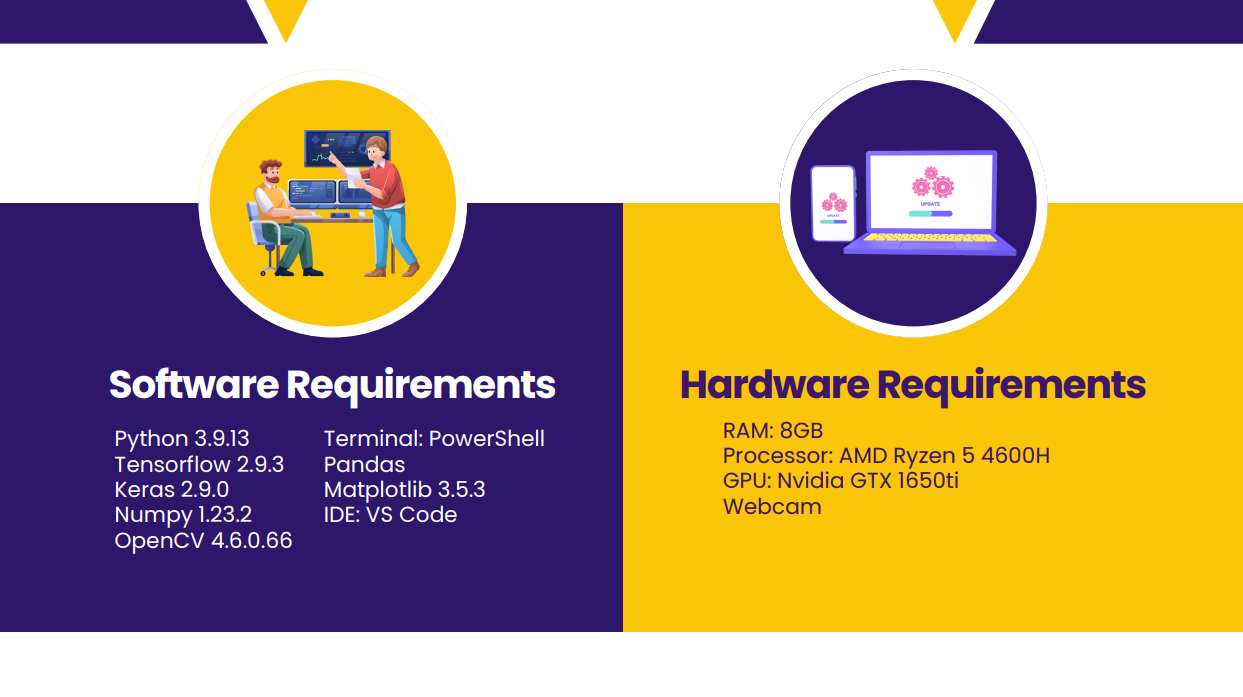 UPDATE
UPDATE
Software Requirements
Python 3.9.13
Tensorflow 2.9.3
Keras 2.9.0
Numpy 1.23.2
OpenCV 4.6.0.66
Terminal: PowerShell
Pandas
Matplotlib 3.5.3
IDE: VS Code
Hardware Requirements
RAM: 8GB
Processor: AMD Ryzen 5 4600H
GPU: Nvidia GTX 1650ti
Webcam